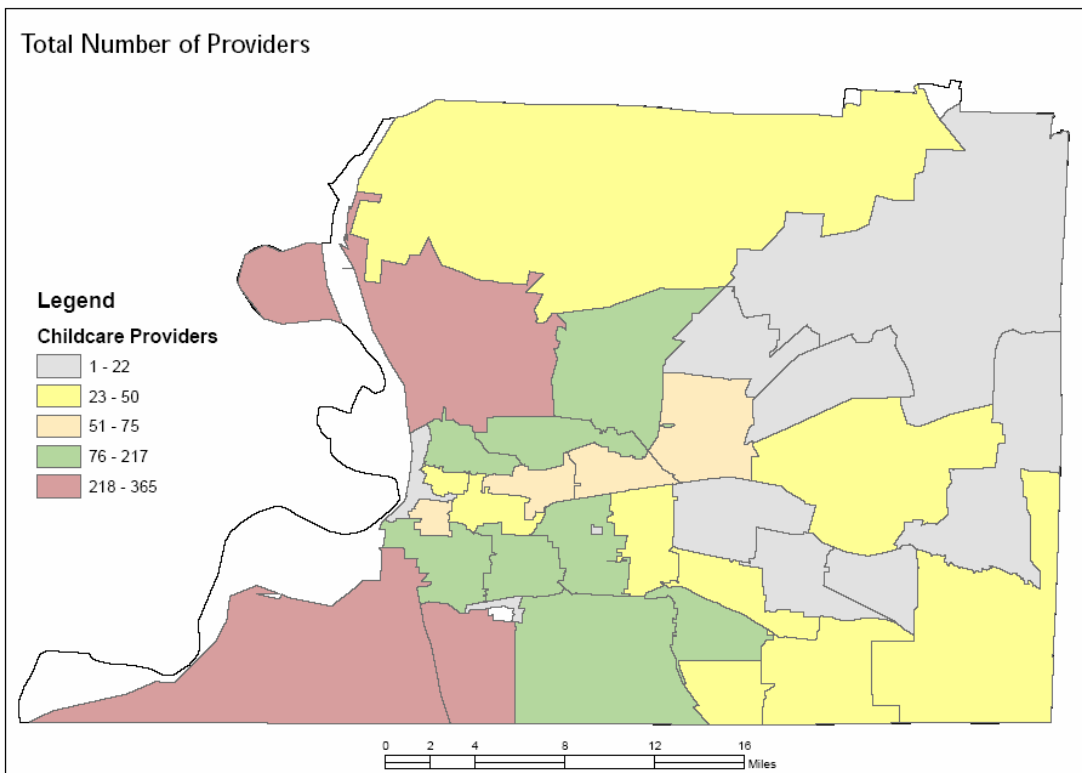 Total Number of Providers
Legend
Childcare Providers
1 - 22
23 - 50
51 - 75
76 - 217
218 - 365
0 2 4 8 12 16
Miles